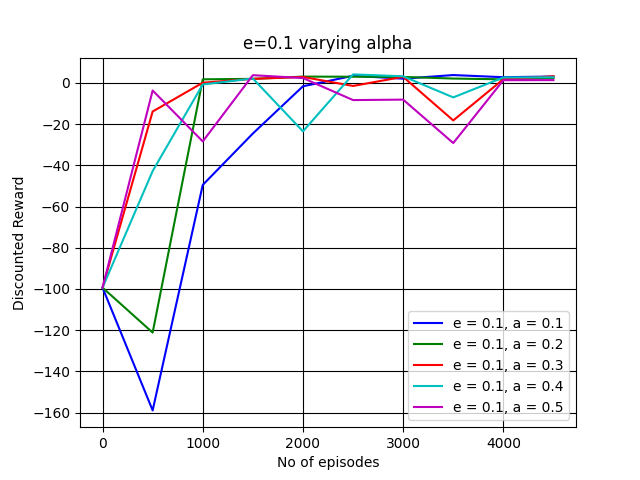 e=0.1 varying alpha
0
−20
−40
−60
−80
−100
−120
−140
−160
Discounted Reward
e = 0.1, a = 0.1
e = 0.1, a = 0.2
e = 0.1, a = 0.3
e = 0.1, a = 0.4
e = 0.1, a = 0.5
0 1000 2000 3000 4000
No of episodes